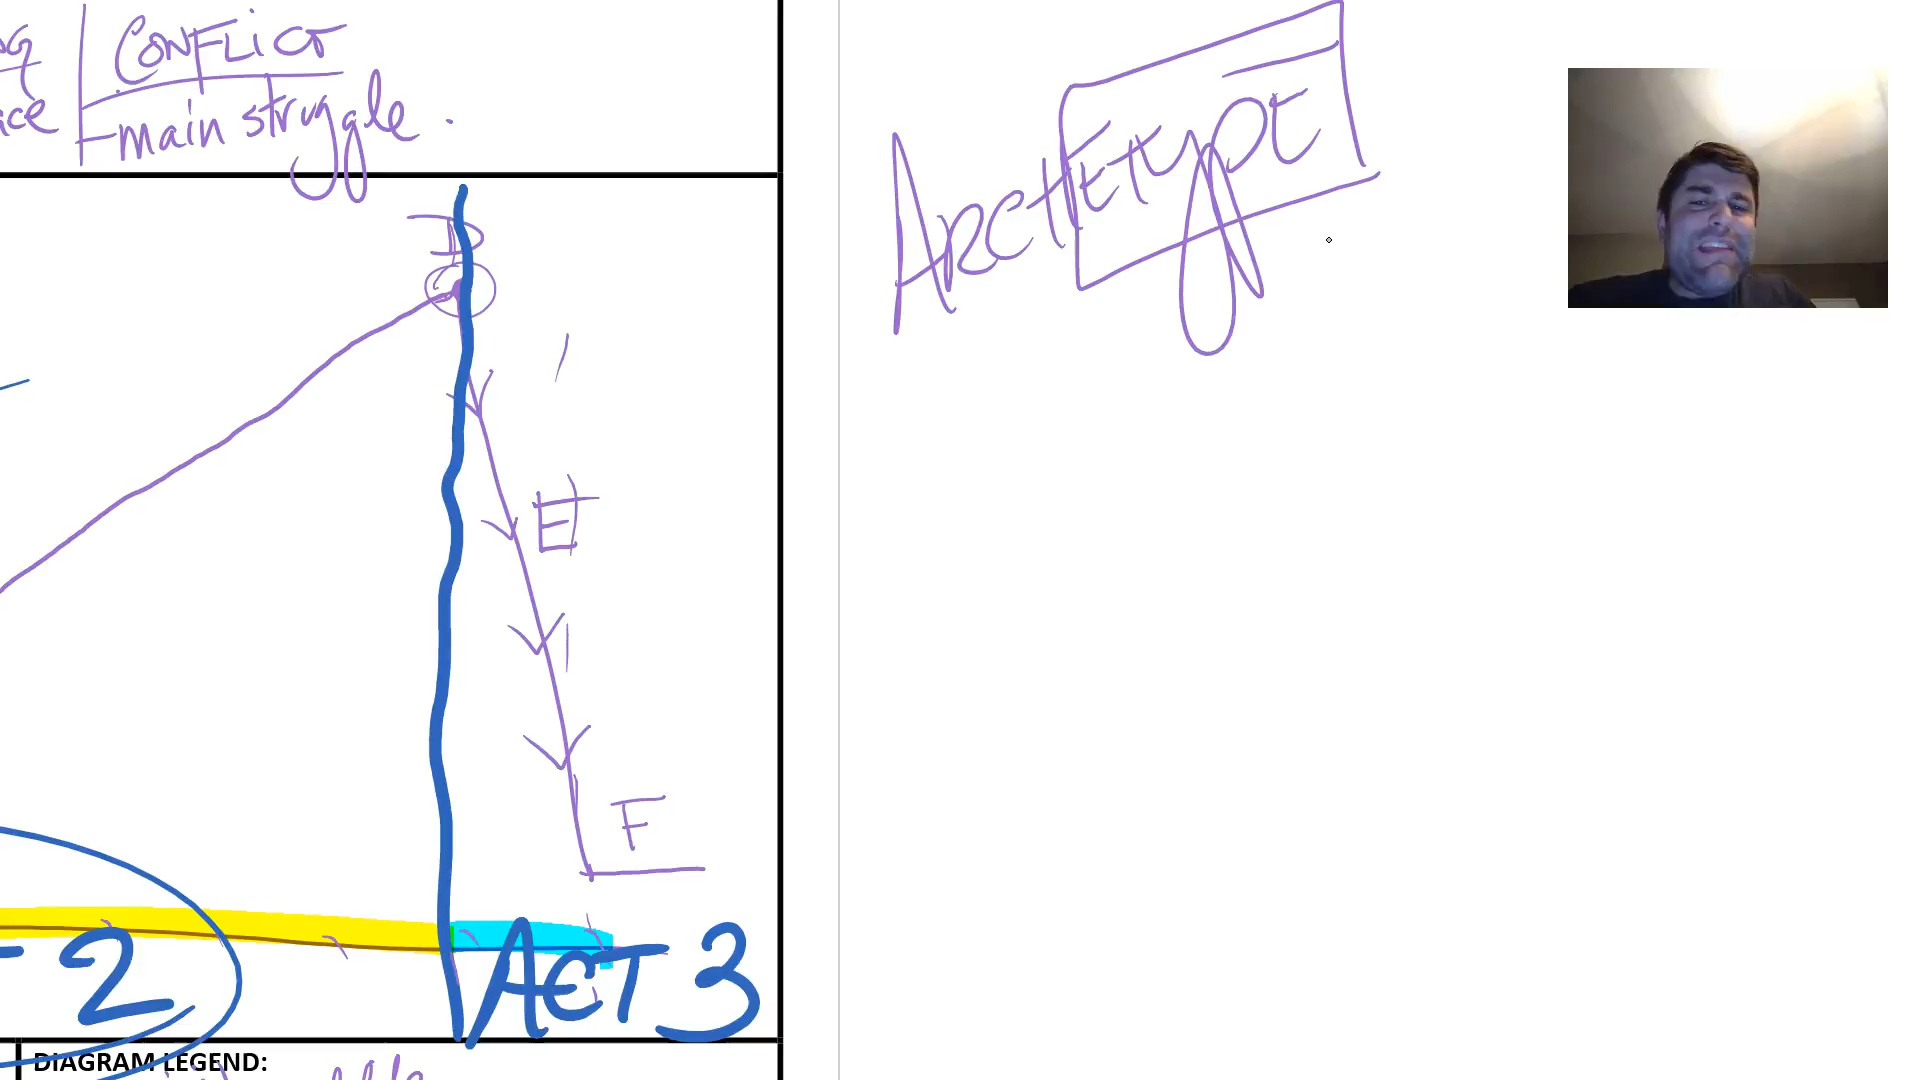 CONFLICT
-main struggle.
D
E
F
2
ACT 3
DIAGRAM LEGEND:
ARCHETYPE